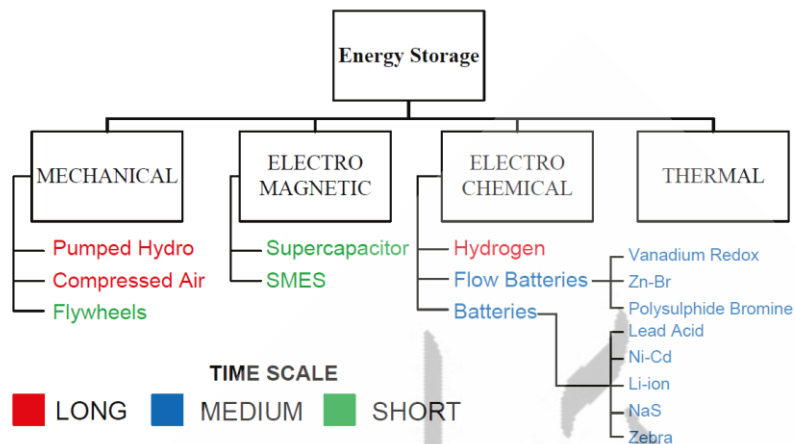 Energy Storage
MECHANICAL
ELECTRO
MAGNETIC
ELECTRO
CHEMICAL
THERMAL
Pumped Hydro
Compressed Air
Flywheels
Supercapacitor
SMES
Hydrogen
Flow Batteries
Batteries
Vanadium Redox
Zn-Br
Polysulphide Bromine
Lead Acid
Ni-Cd
Li-ion
NaS
Zebra
TIME SCALE
LONG
MEDIUM
SHORT